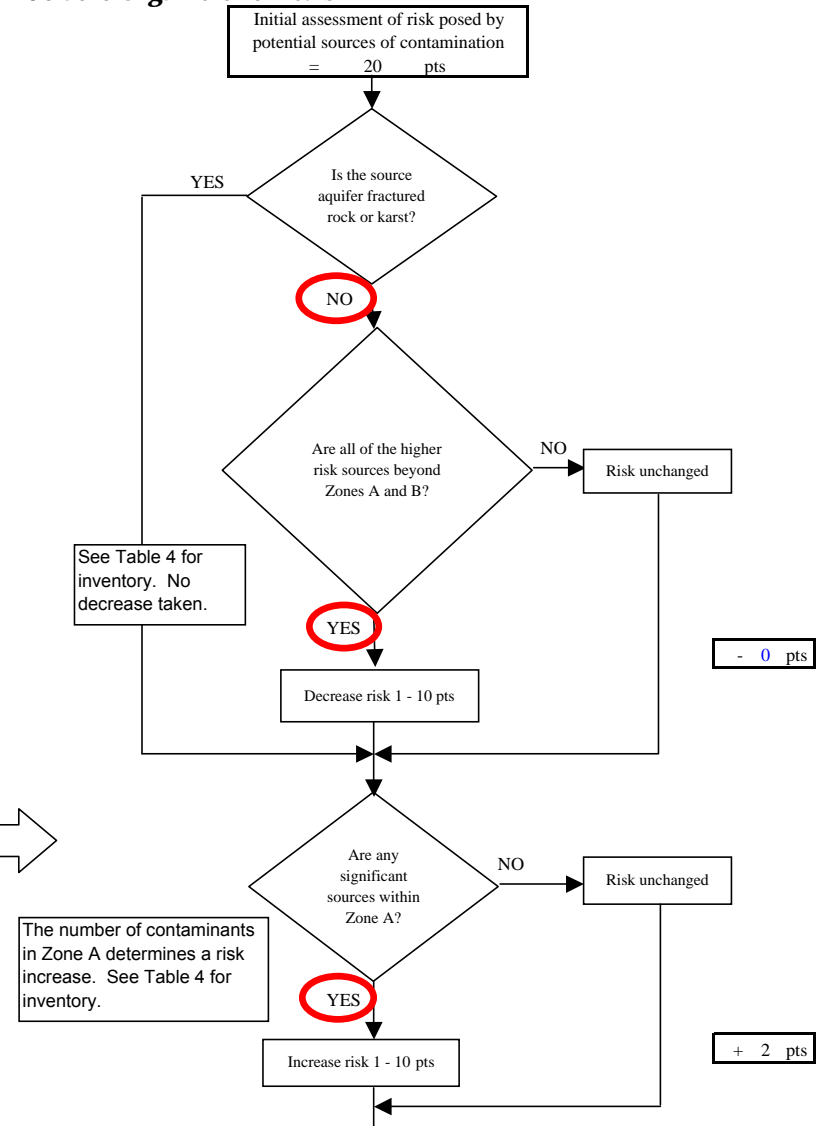 Initial assessment of risk posed by
potential sources of contamination
= 20 pts
Is the source
aquifer fractured
rock or karst?
YES
NO
Are all of the higher
risk sources beyond
Zones A and B?
NO
Risk unchanged
See Table 4 for
inventory. No
decrease taken.
YES
- 0 pts
Decrease risk 1 - 10 pts
Are any
significant
sources within
Zone A?
NO
Risk unchanged
The number of contaminants
in Zone A determines a risk
increase. See Table 4 for
inventory.
YES
+ 2 pts
Increase risk 1 - 10 pts